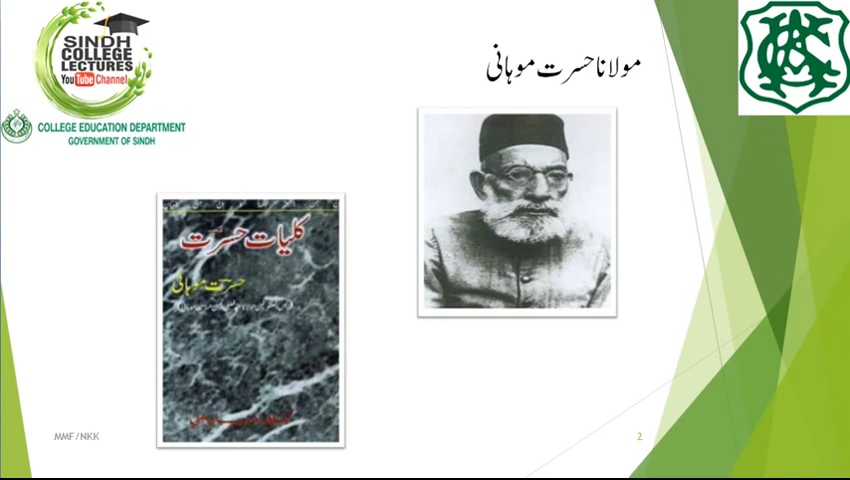 SINDH
COLLEGE
LECTURES
YouTube Channel
COLLEGE EDUCATION DEPARTMENT
GOVERNMENT OF SINDH
مولانا حسرت موہانی
کلیات حسرت
حسرت موہانی
MMF/NKK
2